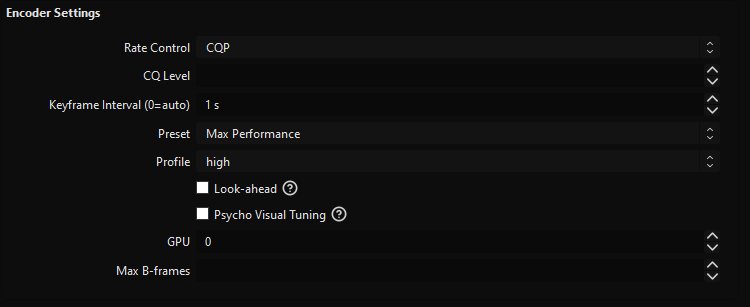 Encoder Settings
Rate Control CQP
CQ Level
Keyframe Interval (0=auto) 1 s
Preset Max Performance
Profile high
Look-ahead ?
Psycho Visual Tuning ?
GPU 0
Max B-frames